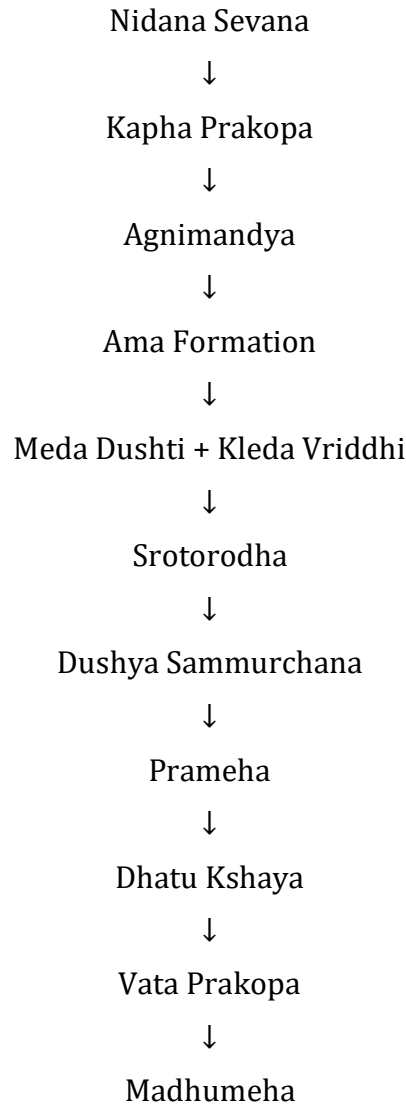 Nidana Sevana
↓
Kapha Prakopa
↓
Agnimandya
↓
Ama Formation
↓
Meda Dushti + Kleda Vriddhi
↓
Srotorodha
↓
Dushya Sammurchana
↓
Prameha
↓
Dhatu Kshaya
↓
Vata Prakopa
↓
Madhumeha